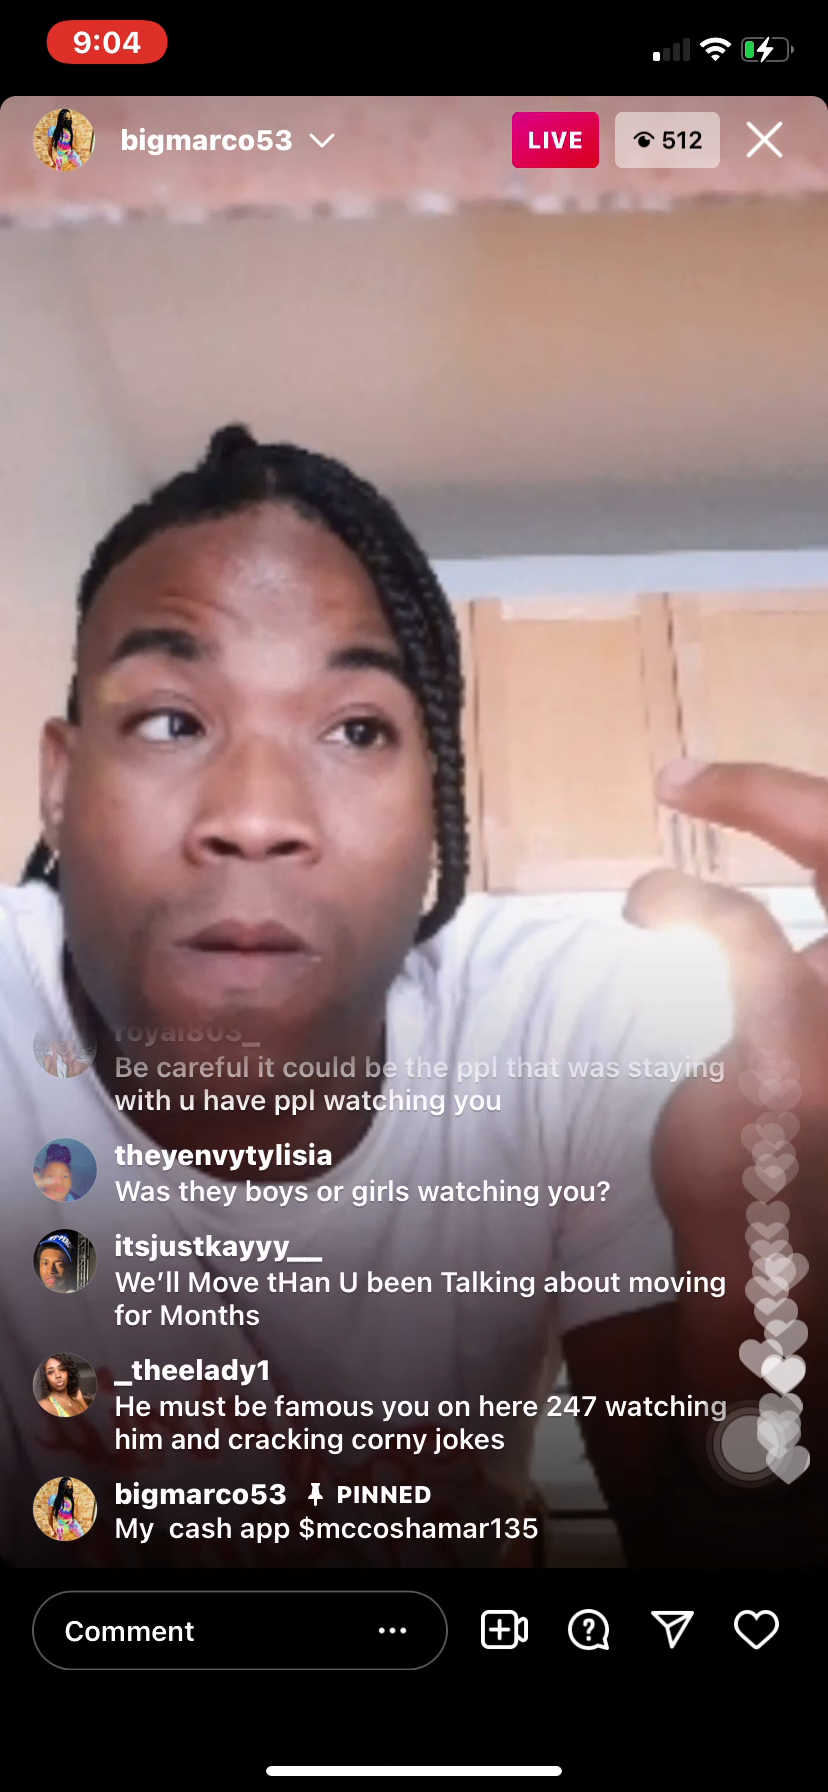 9:04
bigmarco53
LIVE
512
royal803_
Be careful it could be the ppl that was staying
with u have ppl watching you
theyenvytylisia
Was they boys or girls watching you?
itsjustkayyy__
We'll Move tHan U been Talking about moving
for Months
_theelady1
He must be famous you on here 247 watching
him and cracking corny jokes
bigmarco53 PINNED
My cash app $mccoshamar135
Comment